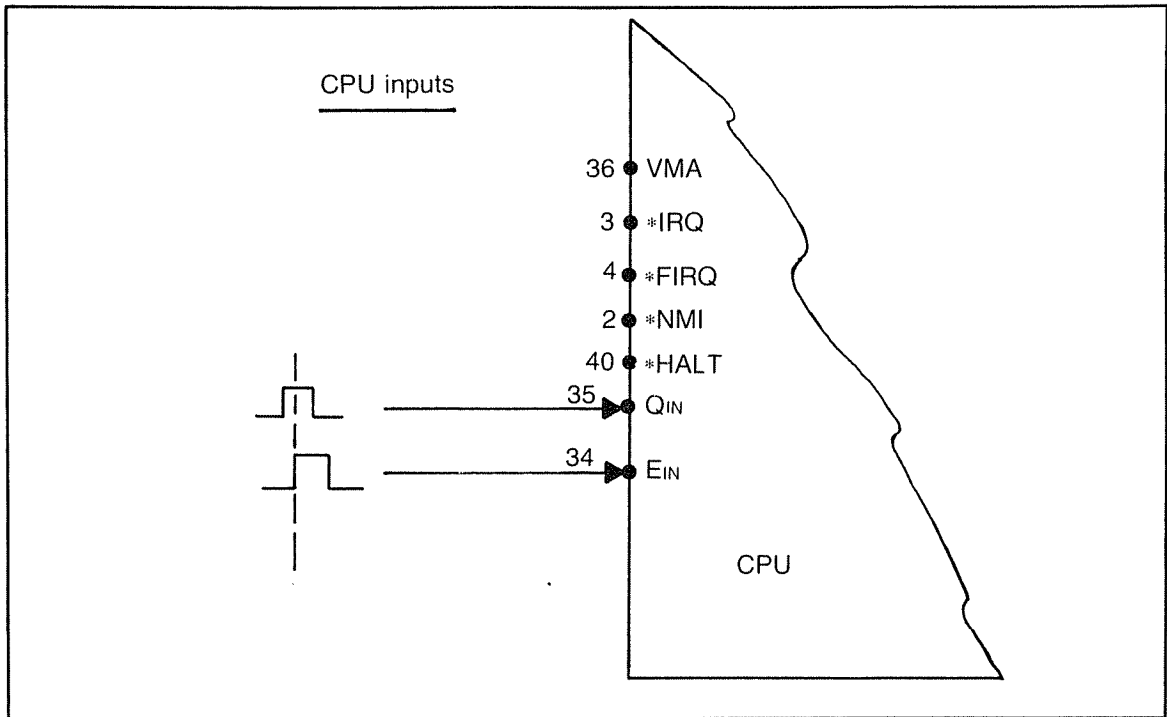 CPU inputs
36 VMA
3 *IRQ
4 *FIRQ
2 *NMI
40 *HALT
35 QIN
34 EIN
CPU